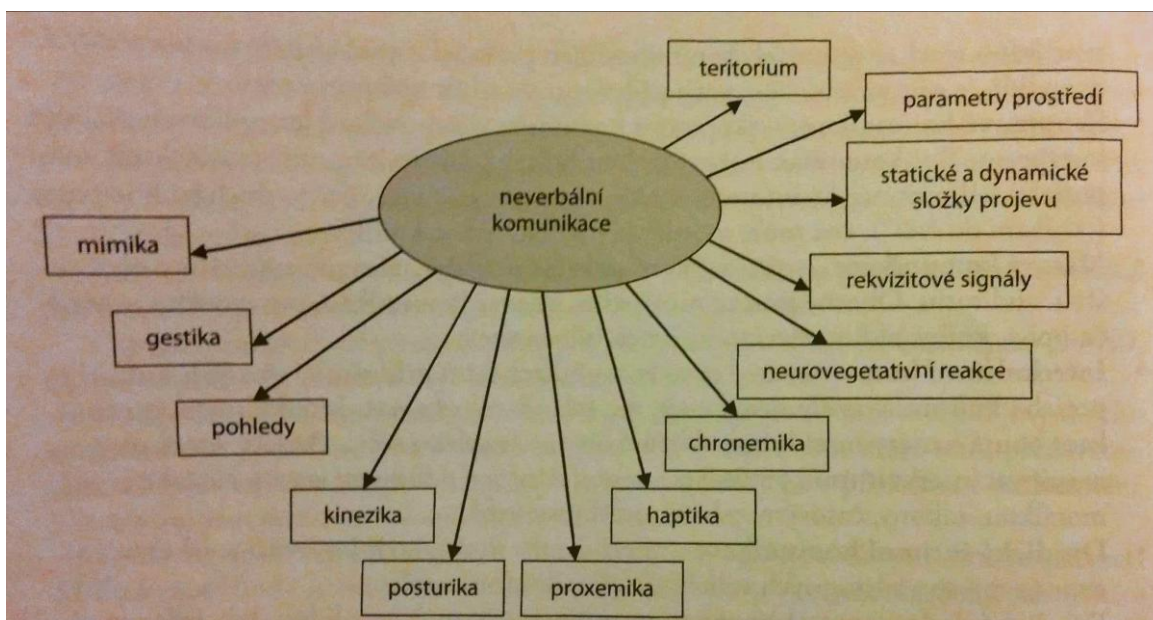 teritorium
parametry prostředí
statické a dynamické
složky projevu
neverbální
komunikace
mimika
rekvizitové signály
gestika
neurovegetativní reakce
pohledy
chronemika
kinezika
haptika
posturika
proxemika